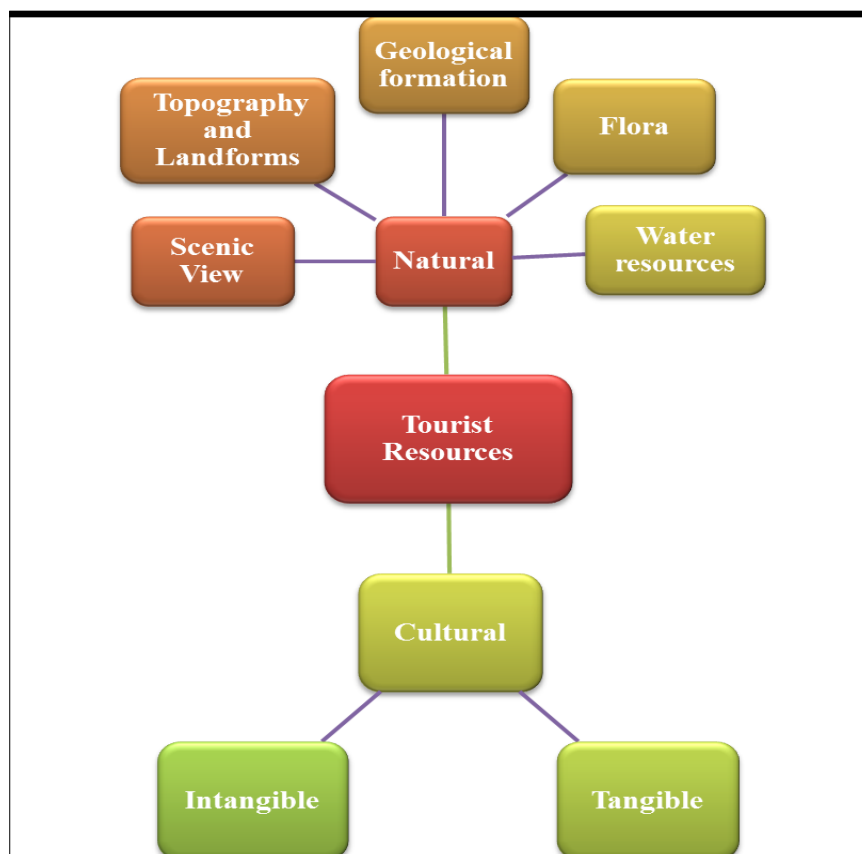 Geological
formation
Topography
and
Landforms
Flora
Scenic
View
Natural
Water
resources
Tourist
Resources
Cultural
Intangible
Tangible